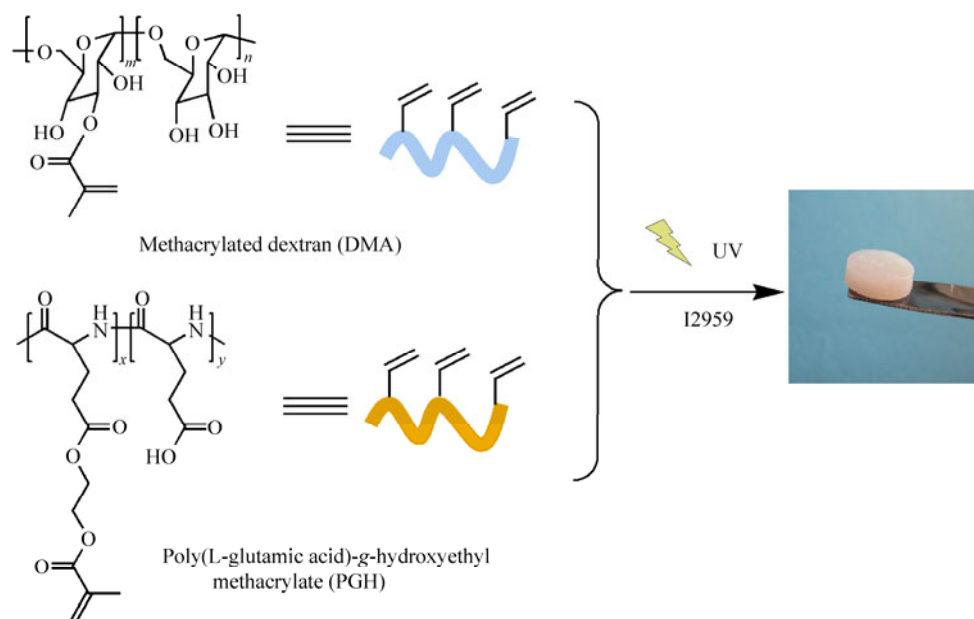 O
O
O
m
O
O
n
OH
OH
HO
O
OH
OH
O
Methacrylated dextran (DMA)
UV
I2959
O
H
N
O
H
N
x
y
O
O
O
HO
O
O
Poly(L-glutamic acid)-g-hydroxyethyl
methacrylate (PGH)